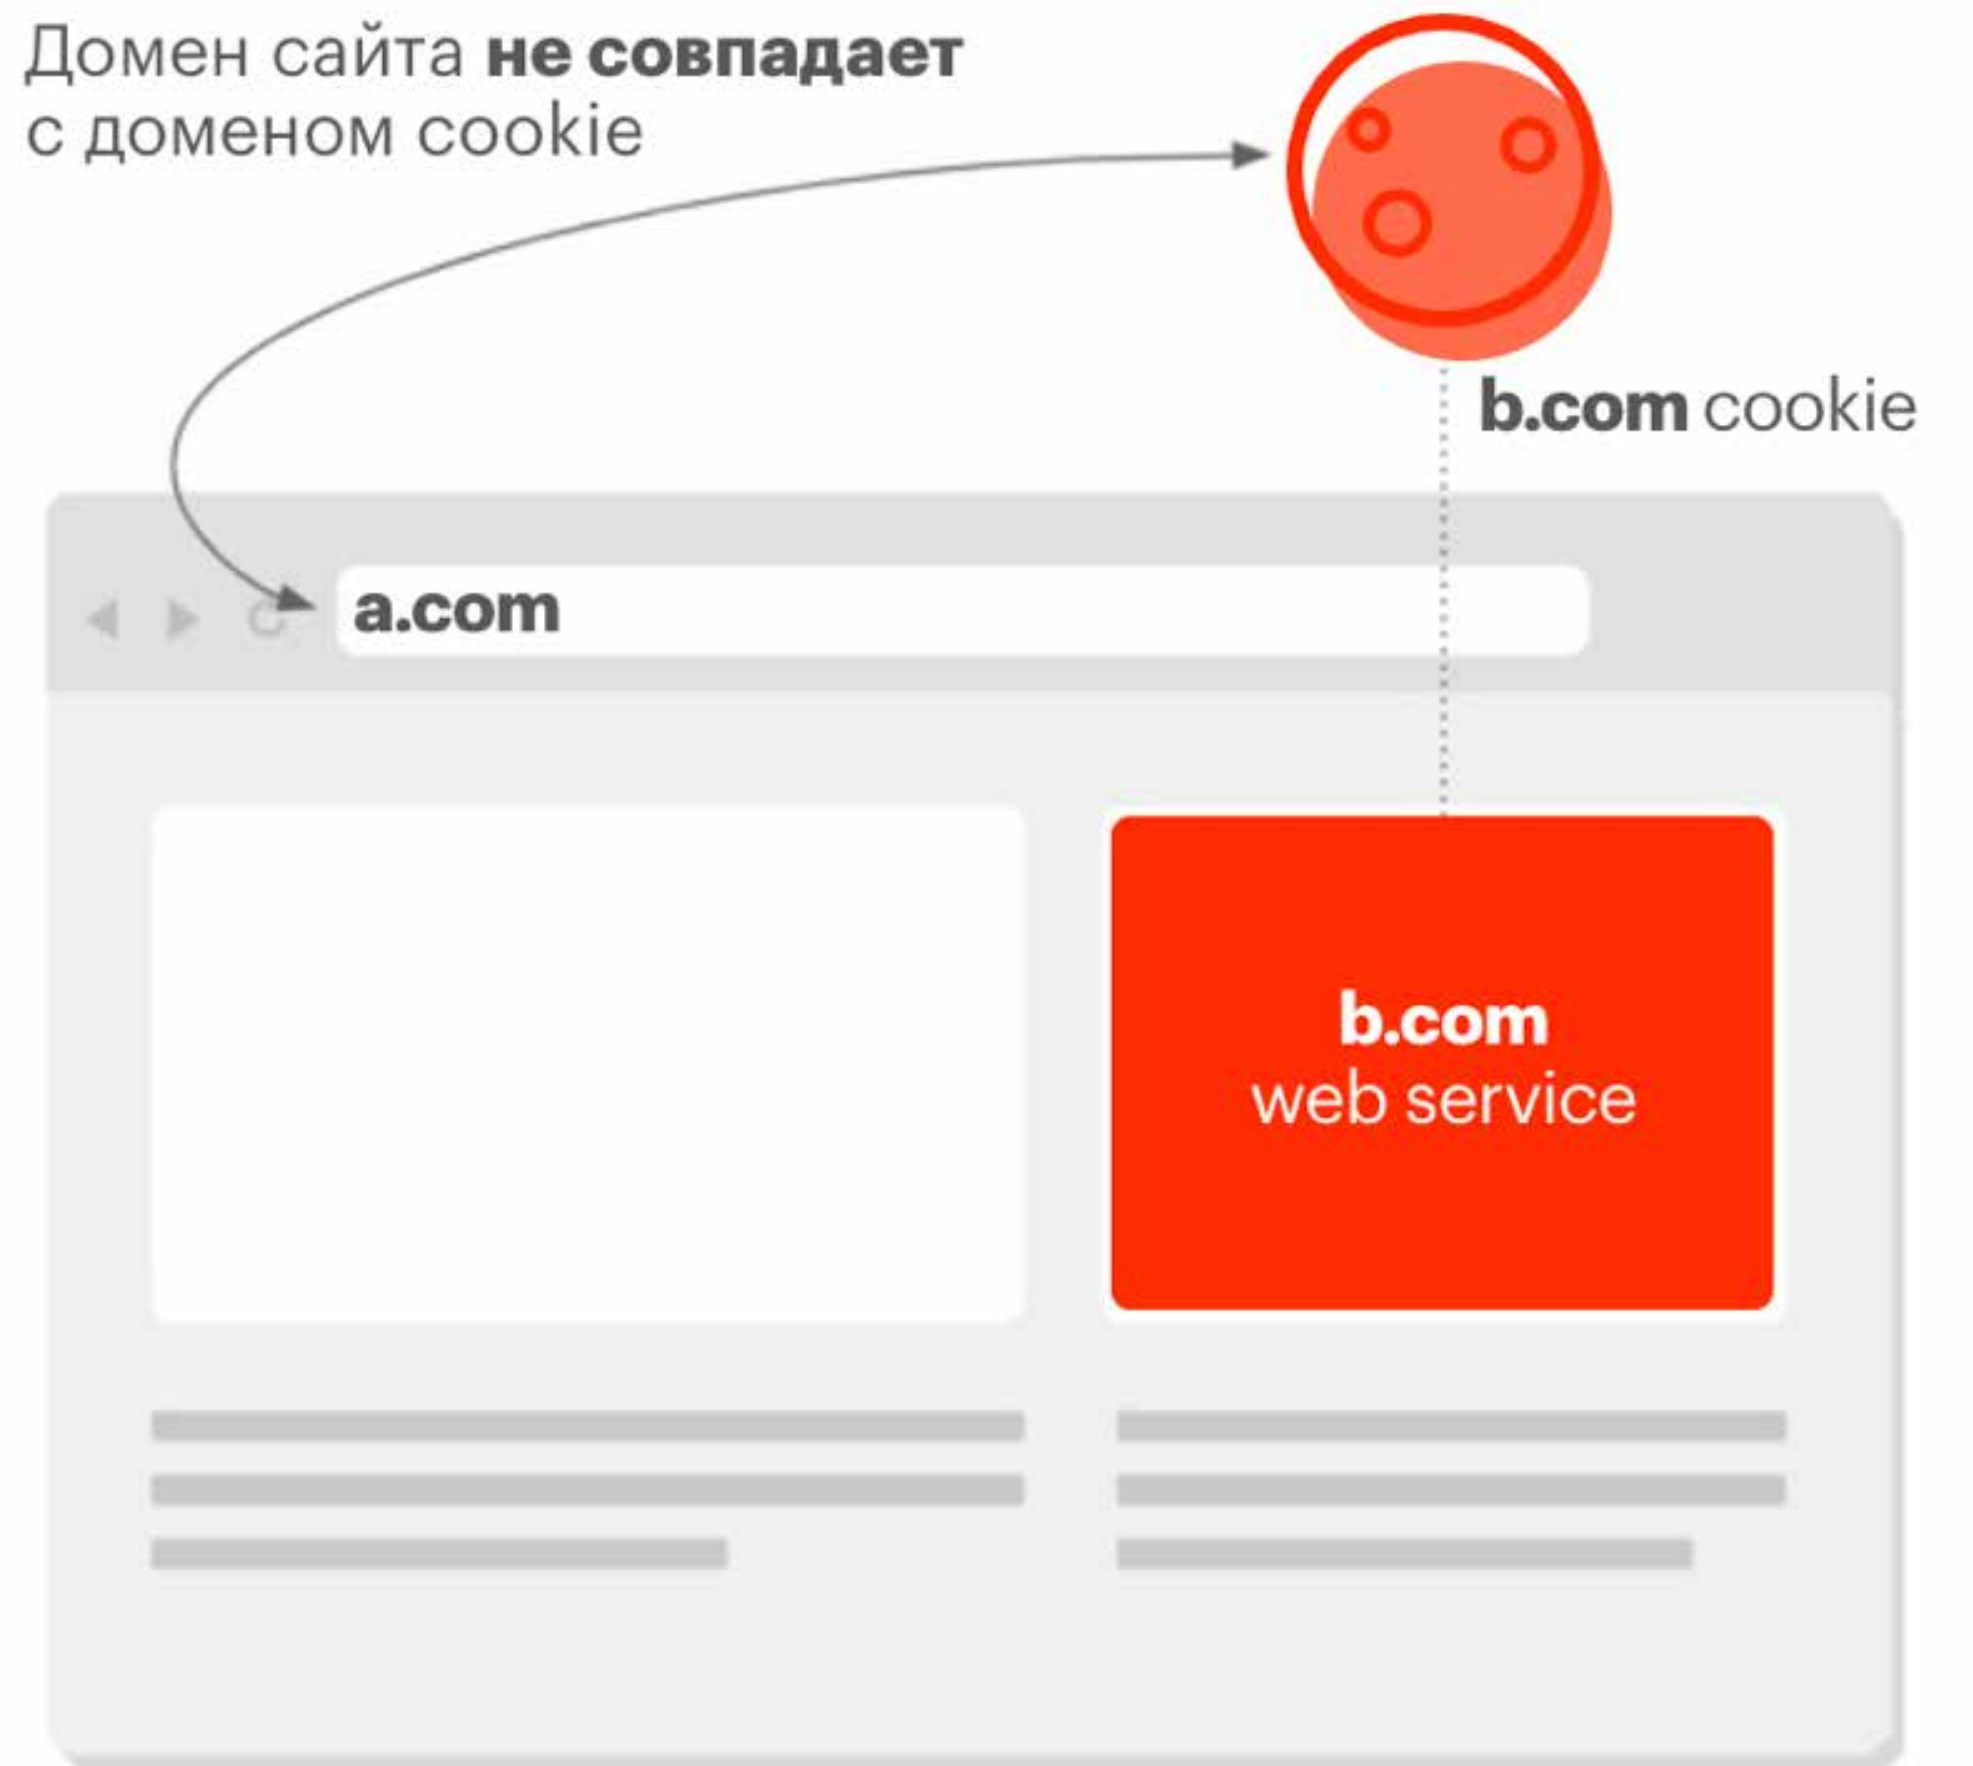 Домен сайта не совпадает
с доменом cookie
b.com cookie
a.com
b.com
web service